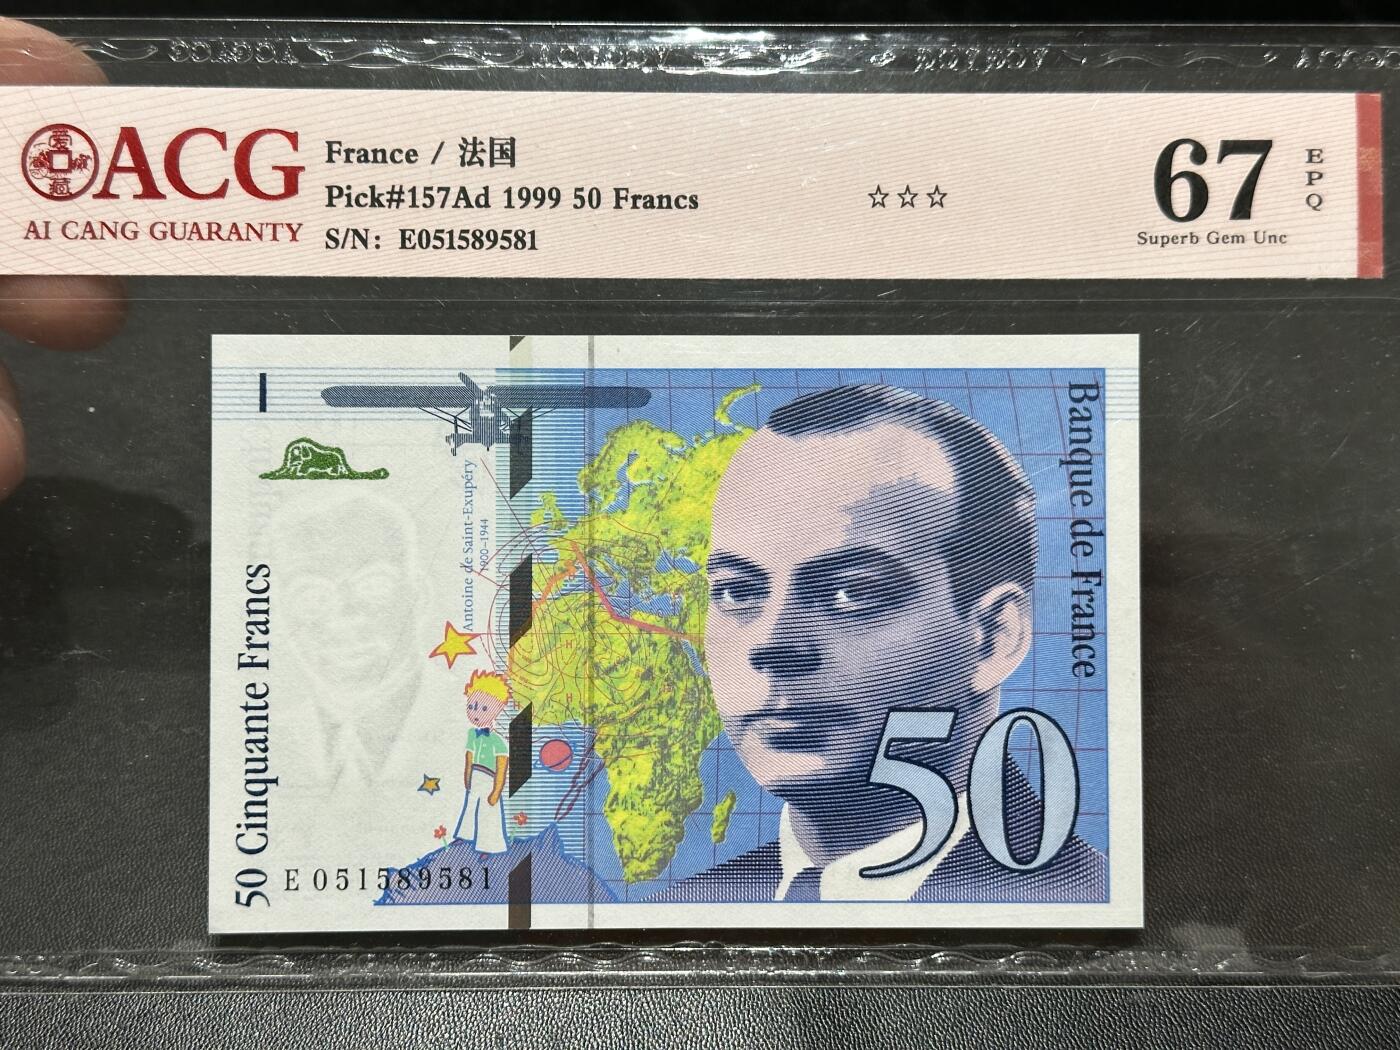 ACG
AI CANG GUARANTY
France / 法国
Pick#157Ad 1999 50 Francs
S/N: E051589581
☆☆☆
67
EPQ
Superb Gem Unc
50 Cinquante Francs
Antoine de Saint-Exupéry
1900-1944
Banque de France
50
E 051589581